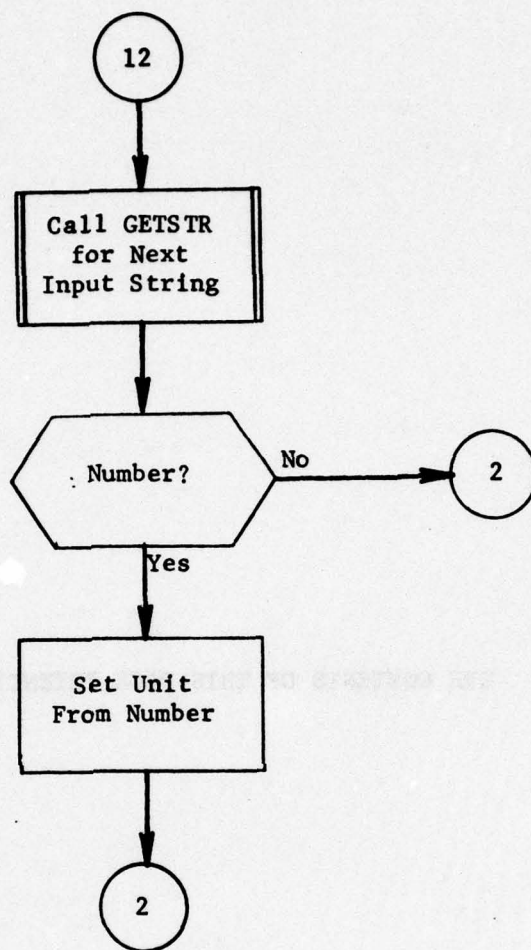 12
Call GETSTR
for Next
Input String
Number?
No
2
Yes
Set Unit
From Number
2